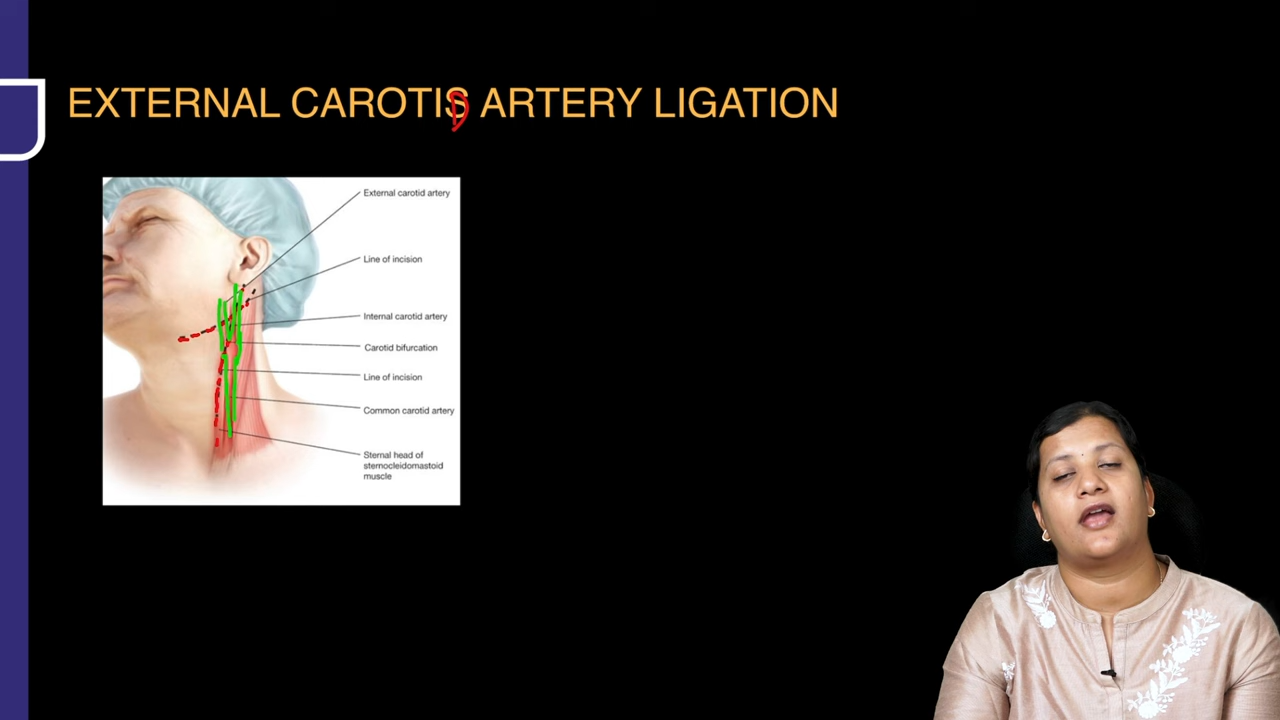 EXTERNAL CAROTIS ARTERY LIGATION
D
External carotid artery
Line of incision
Internal carotid artery
Carotid bifurcation
Line of incision
Common carotid artery
Sternal head of
sternocleidomastoid
muscle